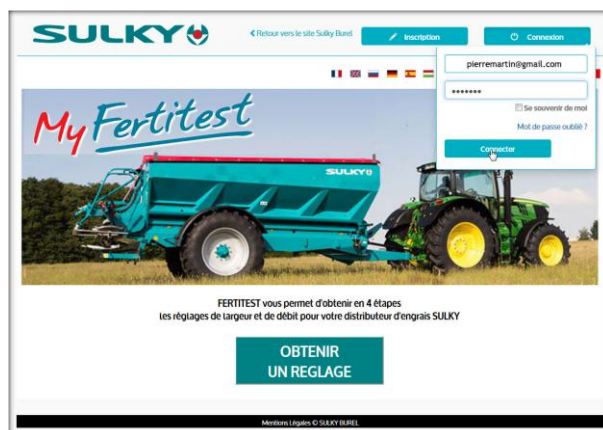 SULKY
Retour vers le site Sulky Burel
Inscription
Connexion
pierremartin@gmail.com
•••••••
Se souvenir de moi
Mot de passe oublié ?
Connecter
My Fertitest
SULKY
FERTITEST vous permet d'obtenir en 4 étapes
les réglages de largeur et de débit pour votre distributeur d'engrais SULKY
OBTENIR
UN REGLAGE
Mentions Légales © SULKY BUREL